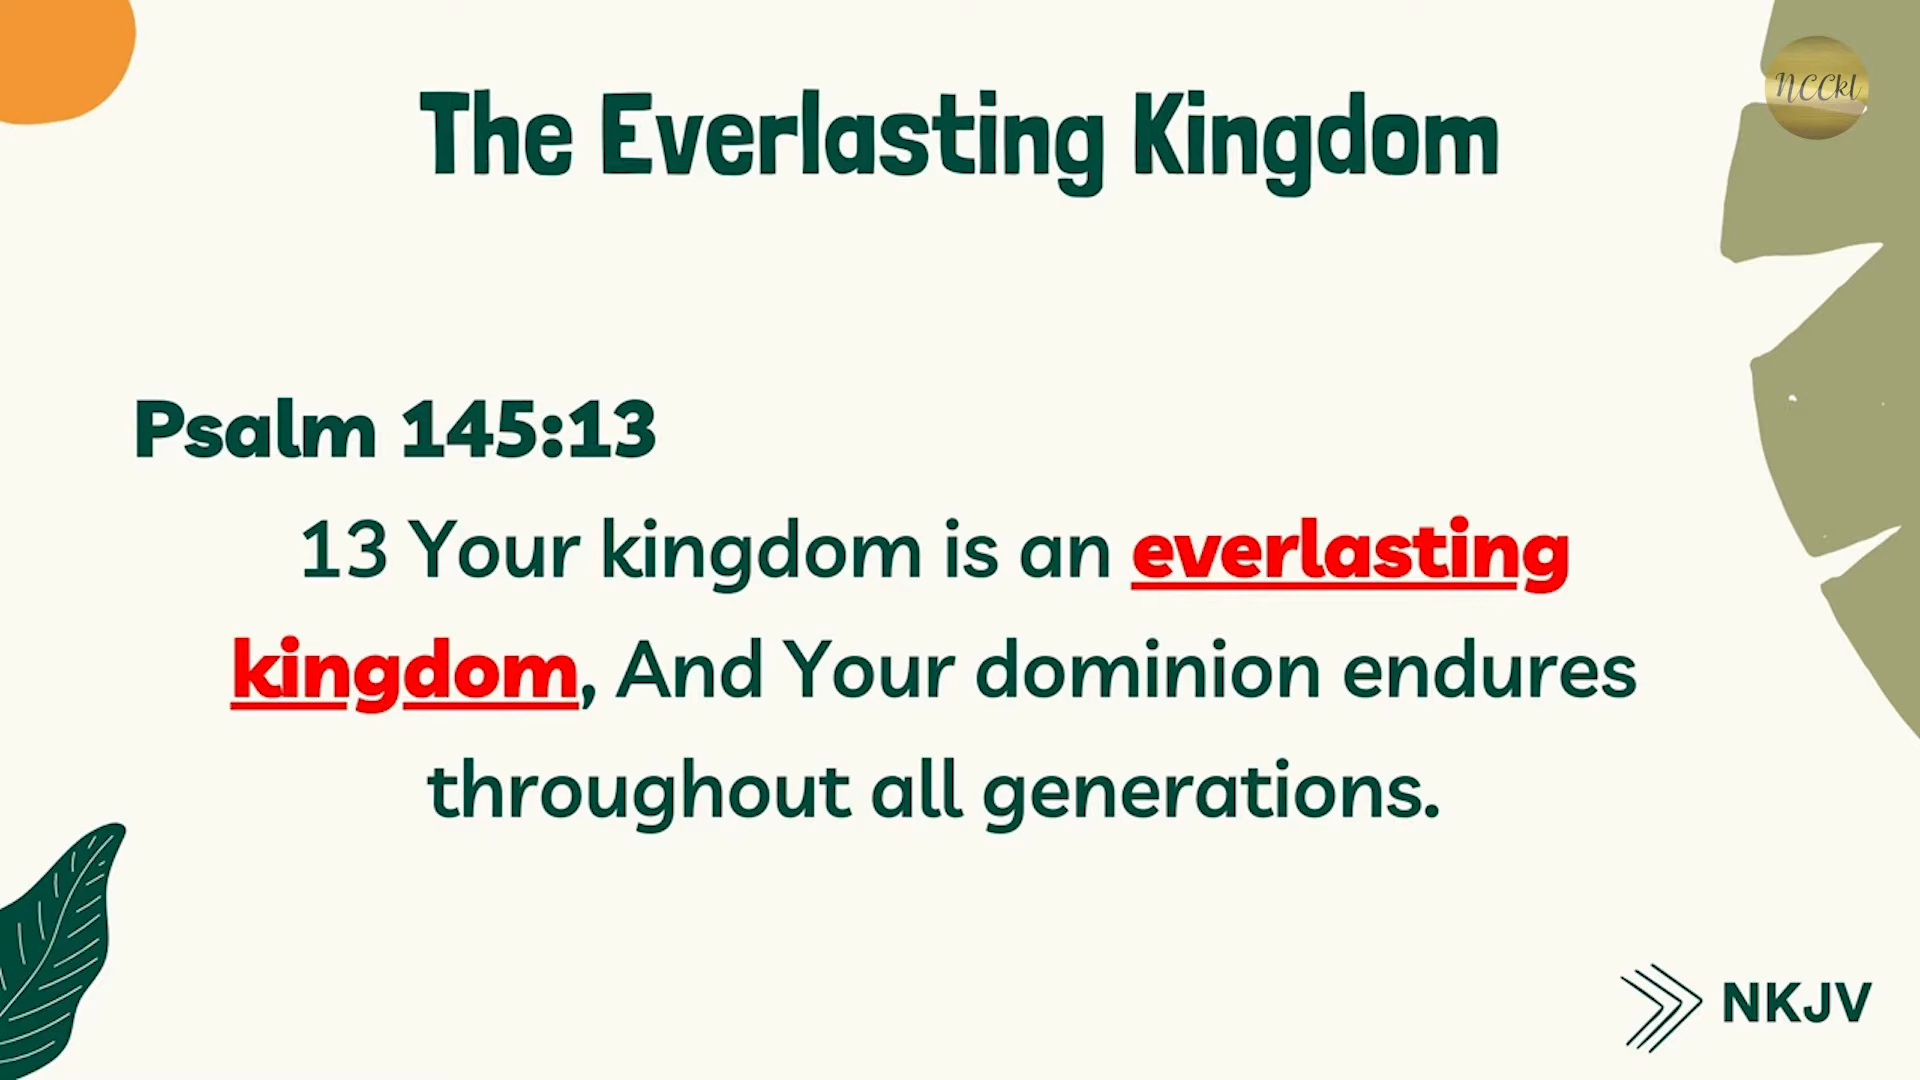 NCCkl
The Everlasting Kingdom
Psalm 145:13
13 Your kingdom is an everlasting
kingdom, And Your dominion endures
throughout all generations.
NKJV